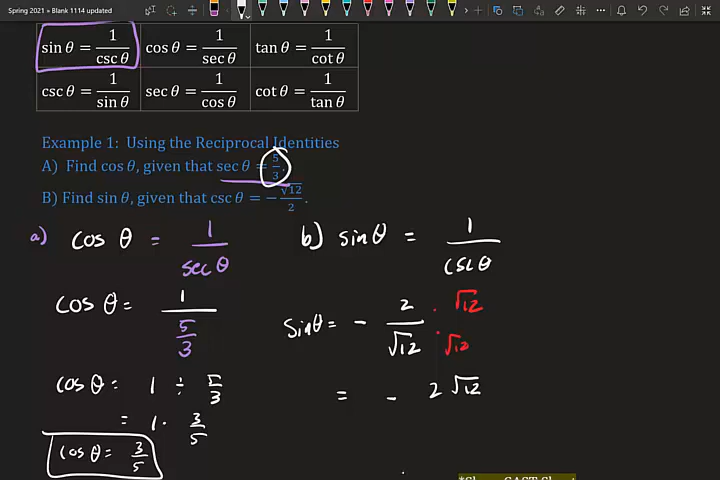 Spring 2021 » Blank 1114 updated
sin θ = 1/csc θ cos θ = 1/sec θ tan θ = 1/cot θ
csc θ = 1/sin θ sec θ = 1/cos θ cot θ = 1/tan θ
Example 1: Using the Reciprocal Identities
A) Find cos θ, given that sec θ = 5/3.
B) Find sin θ, given that csc θ = −√12/2.
a) cos θ = 1/sec θ
cos θ = 1/(5/3)
cos θ = 1 ÷ 5/3
= 1 · 3/5
cos θ = 3/5
b) sin θ = 1/csc θ
sin θ = − 2/√12 · √12 · √12
= − 2√12